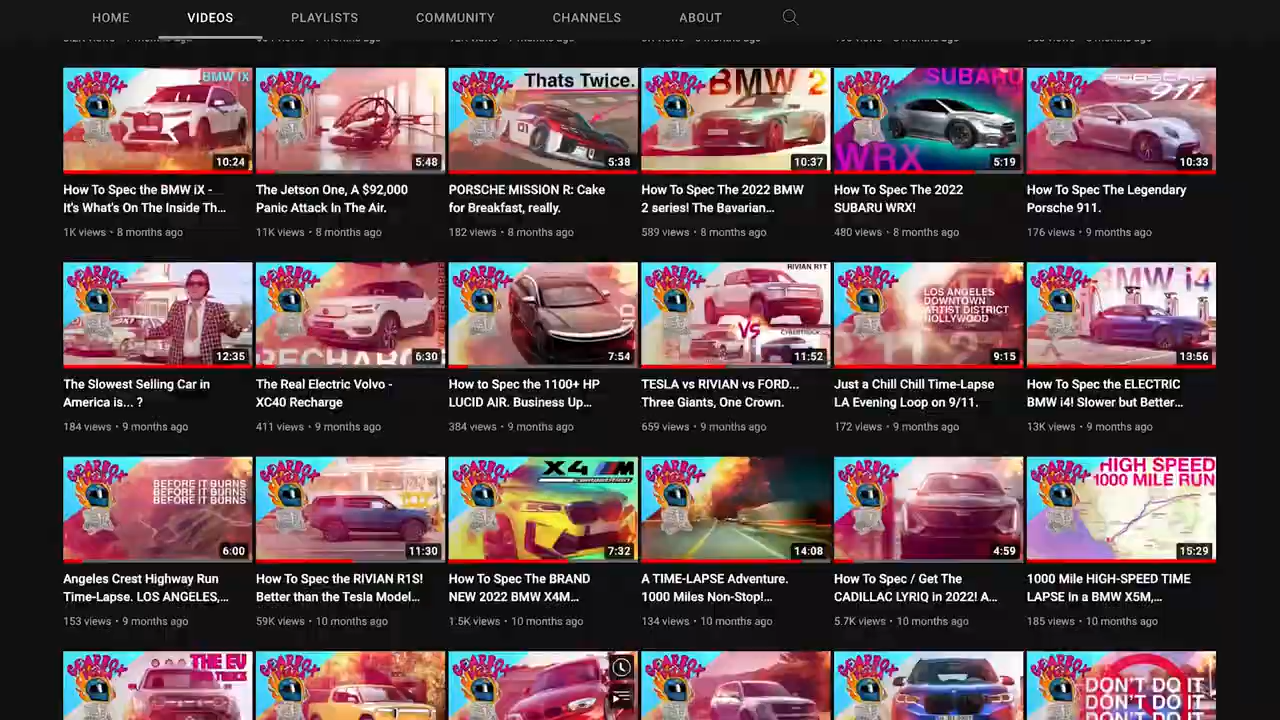 HOME
VIDEOS
PLAYLISTS
COMMUNITY
CHANNELS
ABOUT
BMW IX
10:24
5:48
Thats Twice.
5:38
BMW 2
10:37
SUBARU
WRX
5:19
PORSCHE
911
10:33
How To Spec the BMW iX -
It's What's On The Inside Th...
1K views • 8 months ago
The Jetson One, A $92,000
Panic Attack In The Air.
11K views • 8 months ago
PORSCHE MISSION R: Cake
for Breakfast, really.
182 views • 8 months ago
How To Spec The 2022 BMW
2 series! The Bavarian...
589 views • 8 months ago
How To Spec The 2022
SUBARU WRX!
480 views • 8 months ago
How To Spec The Legendary
Porsche 911.
176 views • 9 months ago
12:35
RECHARGE
6:30
7:54
RIVIAN R1T
VS
CYBERTRUCK
11:52
LOS ANGELES
DOWNTOWN
ARTIST DISTRICT
HOLLYWOOD
9:15
BMW i4
13:56
The Slowest Selling Car in
America is... ?
184 views • 9 months ago
The Real Electric Volvo -
XC40 Recharge
411 views • 9 months ago
How to Spec the 1100+ HP
LUCID AIR. Business Up...
384 views • 9 months ago
TESLA vs RIVIAN vs FORD...
Three Giants, One Crown.
659 views • 9 months ago
Just a Chill Chill Time-Lapse
LA Evening Loop on 9/11.
172 views • 9 months ago
How To Spec the ELECTRIC
BMW i4! Slower but Better...
13K views • 9 months ago
BEFORE IT BURNS
BEFORE IT BURNS
BEFORE IT BURNS
6:00
11:30
X4 M
competition
7:32
14:08
4:59
HIGH SPEED
1000 MILE RUN
15:29
Angeles Crest Highway Run
Time-Lapse. LOS ANGELES,...
153 views • 9 months ago
How To Spec the RIVIAN R1S!
Better than the Tesla Model...
59K views • 10 months ago
How To Spec The BRAND
NEW 2022 BMW X4M...
1.5K views • 10 months ago
A TIME-LAPSE Adventure.
1000 Miles Non-Stop!...
134 views • 10 months ago
How To Spec / Get The
CADILLAC LYRIQ in 2022! A...
5.7K views • 10 months ago
1000 Mile HIGH-SPEED TIME
LAPSE In a BMW X5M,...
185 views • 10 months ago
THE EV
DON'T DO IT
DON'T DO IT
DON'T DO IT